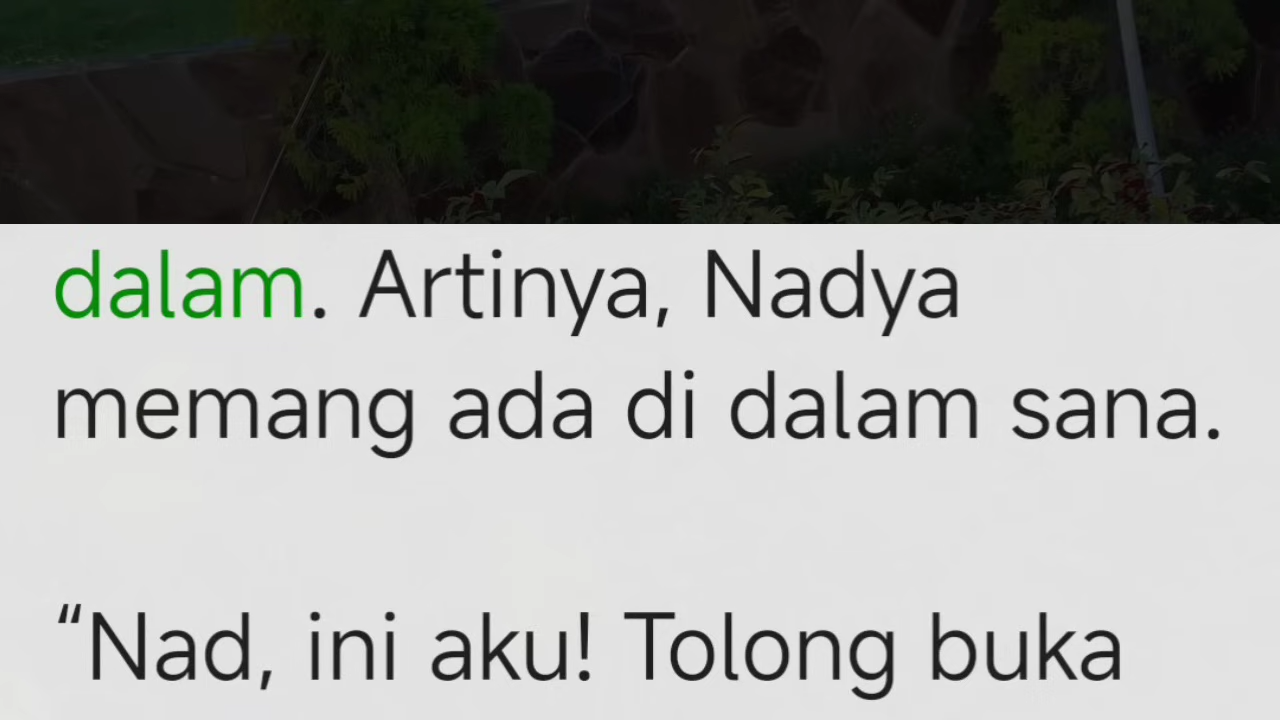 dalam. Artinya, Nadya
memang ada di dalam sana.
“Nad, ini aku! Tolong buka